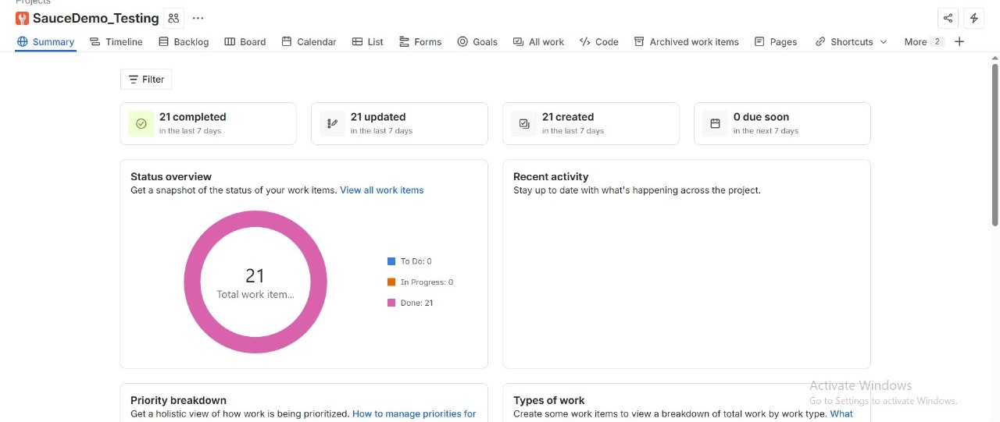 Projects
SauceDemo_Testing
Summary Timeline Backlog Board Calendar List Forms Goals All work Code Archived work items Pages Shortcuts More 2
Filter
21 completed
in the last 7 days
21 updated
in the last 7 days
21 created
in the last 7 days
0 due soon
in the next 7 days
Status overview
Get a snapshot of the status of your work items. View all work items
21
Total work item...
To Do: 0
In Progress: 0
Done: 21
Recent activity
Stay up to date with what's happening across the project.
Priority breakdown
Get a holistic view of how work is being prioritized. How to manage priorities for
Types of work
Create some work items to view a breakdown of total work by work type. What
Activate Windows
Go to Settings to activate Windows.